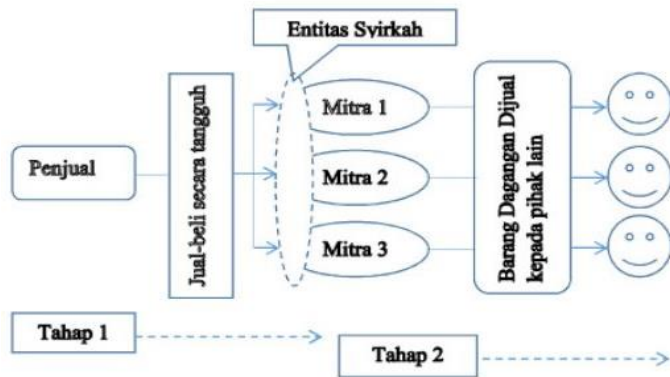 Entitas Syirkah
Penjual
Jual-beli secara tangguh
Mitra 1
Mitra 2
Mitra 3
Barang Dagangan Dijual
kepada pihak lain
Tahap 1
Tahap 2